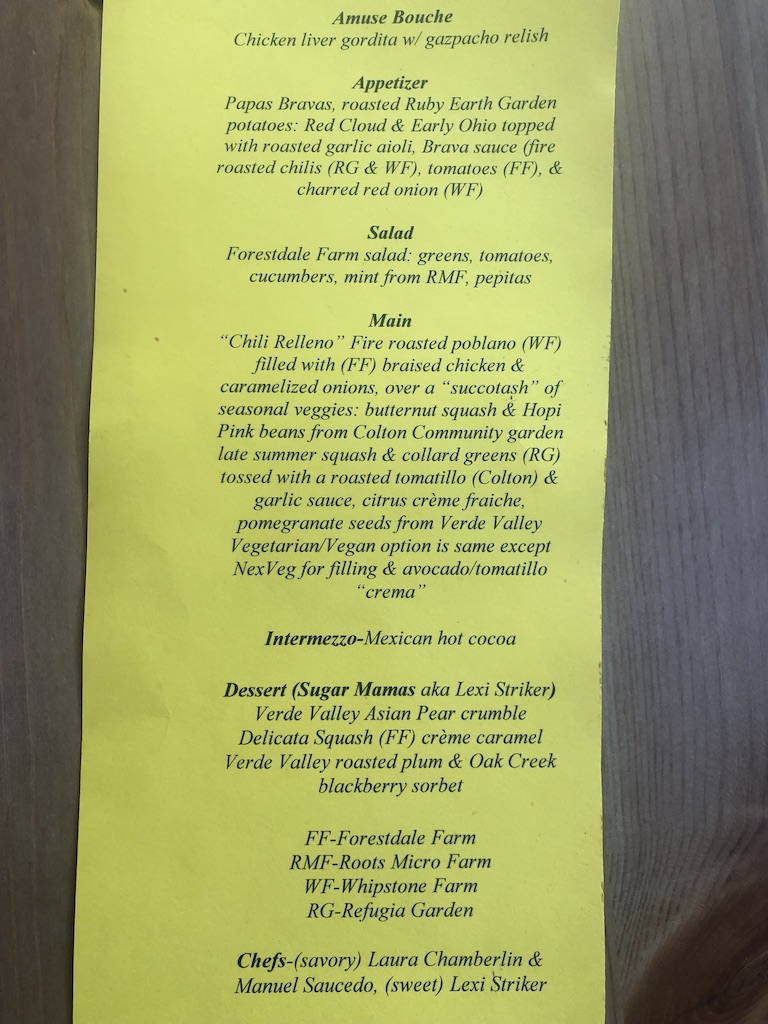 Amuse Bouche
Chicken liver gordita w/ gazpacho relish
Appetizer
Papas Bravas, roasted Ruby Earth Garden
potatoes: Red Cloud & Early Ohio topped
with roasted garlic aioli, Brava sauce (fire
roasted chilis (RG & WF), tomatoes (FF), &
charred red onion (WF)
Salad
Forestdale Farm salad: greens, tomatoes,
cucumbers, mint from RMF, pepitas
Main
“Chili Relleno” Fire roasted poblano (WF)
filled with (FF) braised chicken &
caramelized onions, over a “succotash” of
seasonal veggies: butternut squash & Hopi
Pink beans from Colton Community garden
late summer squash & collard greens (RG)
tossed with a roasted tomatillo (Colton) &
garlic sauce, citrus crème fraiche,
pomegranate seeds from Verde Valley
Vegetarian/Vegan option is same except
NexVeg for filling & avocado/tomatillo
“crema”
Intermezzo-Mexican hot cocoa
Dessert (Sugar Mamas aka Lexi Striker)
Verde Valley Asian Pear crumble
Delicata Squash (FF) crème caramel
Verde Valley roasted plum & Oak Creek
blackberry sorbet
FF-Forestdale Farm
RMF-Roots Micro Farm
WF-Whipstone Farm
RG-Refugia Garden
Chefs-(savory) Laura Chamberlin &
Manuel Saucedo, (sweet) Lexi Striker